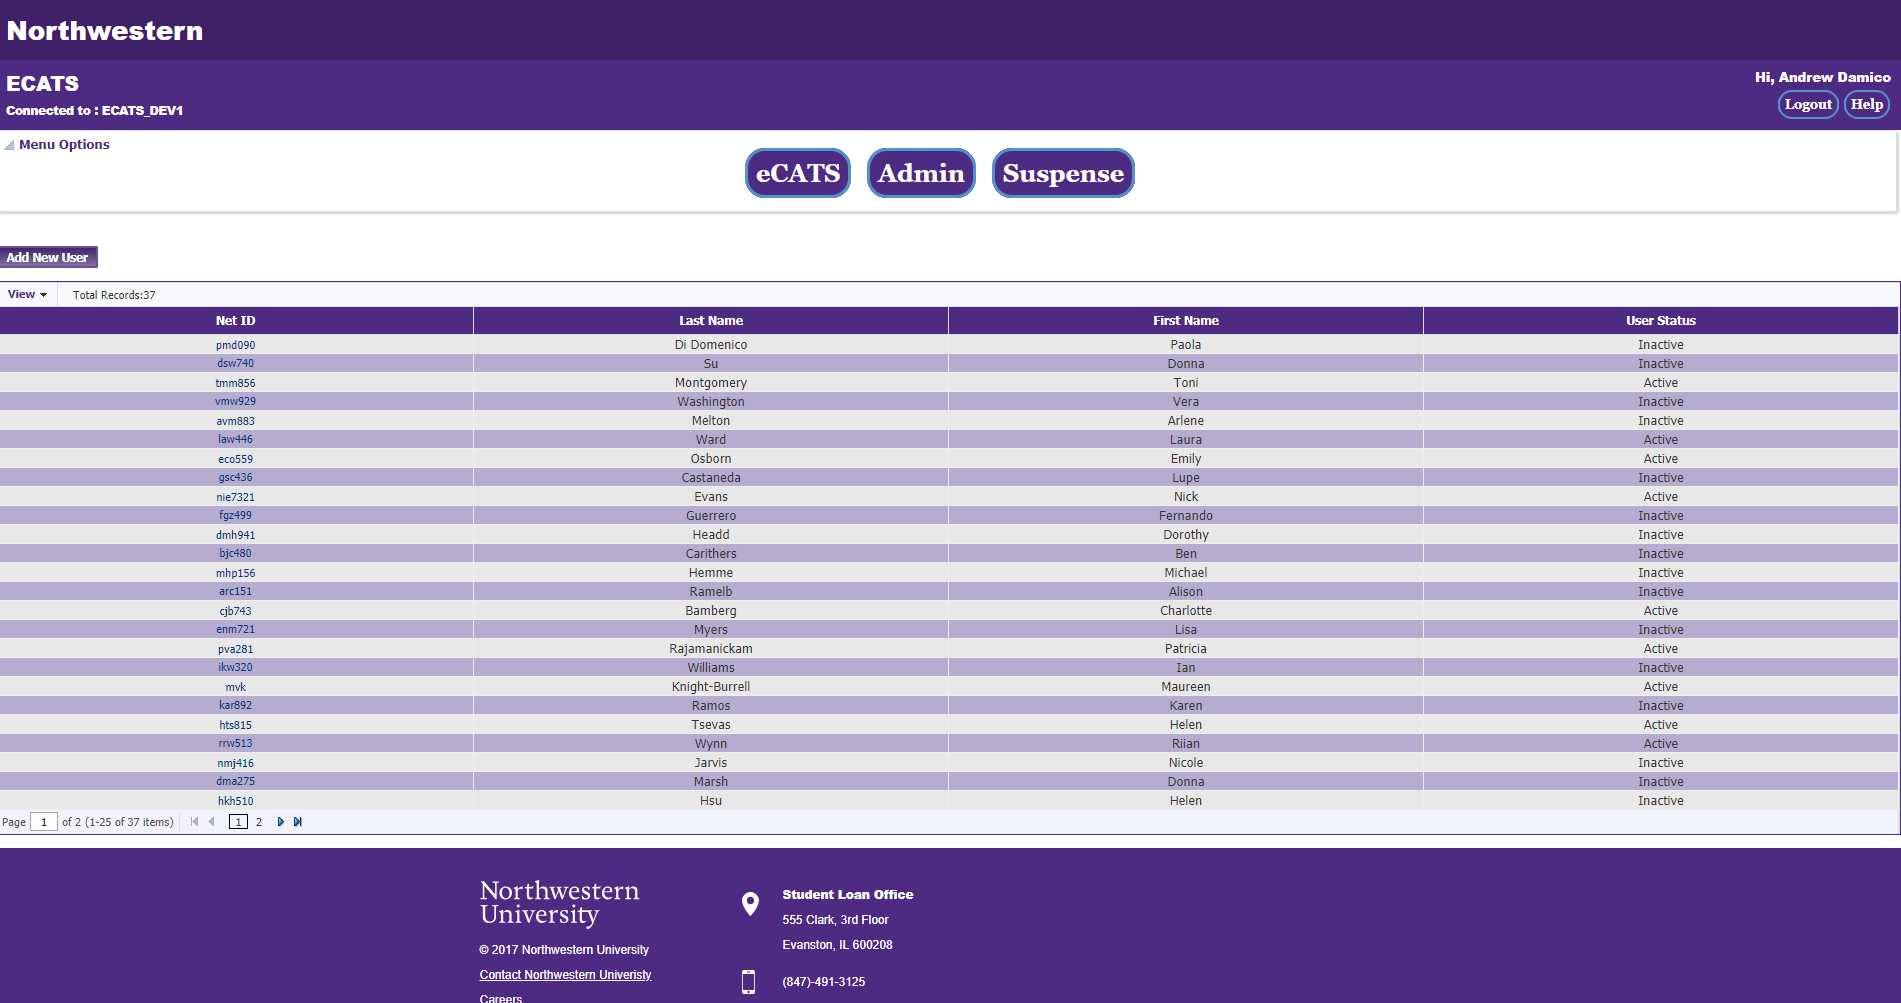 Northwestern
ECATS
Connected to : ECATS_DEV1
Hi, Andrew Damico
Logout Help
Menu Options
eCATS Admin Suspense
Add New User
View Total Records:37
Net ID Last Name First Name User Status
pmd090 Di Domenico Paola Inactive
dsw740 Su Donna Inactive
tmm856 Montgomery Toni Active
vmw929 Washington Vera Inactive
avm883 Melton Arlene Inactive
law446 Ward Laura Active
eco559 Osborn Emily Active
gsc436 Castaneda Lupe Inactive
nie7321 Evans Nick Active
fgz499 Guerrero Fernando Inactive
dmh941 Headd Dorothy Inactive
bjc480 Carithers Ben Inactive
mhp156 Hemme Michael Inactive
arc151 Ramelb Alison Inactive
cjb743 Bamberg Charlotte Active
enm721 Myers Lisa Inactive
pva281 Rajamanickam Patricia Active
ikw320 Williams Ian Inactive
mvk Knight-Burrell Maureen Active
kar892 Ramos Karen Inactive
hts815 Tsevas Helen Active
rrw513 Wynn Riian Active
nmj416 Jarvis Nicole Inactive
dma275 Marsh Donna Inactive
hkh510 Hsu Helen Inactive
Page 1 of 2 (1-25 of 37 items) 1 2
Northwestern
University
© 2017 Northwestern University
Contact Northwestern Univeristy
Careers
Student Loan Office
555 Clark, 3rd Floor
Evanston, IL 600208
(847)-491-3125